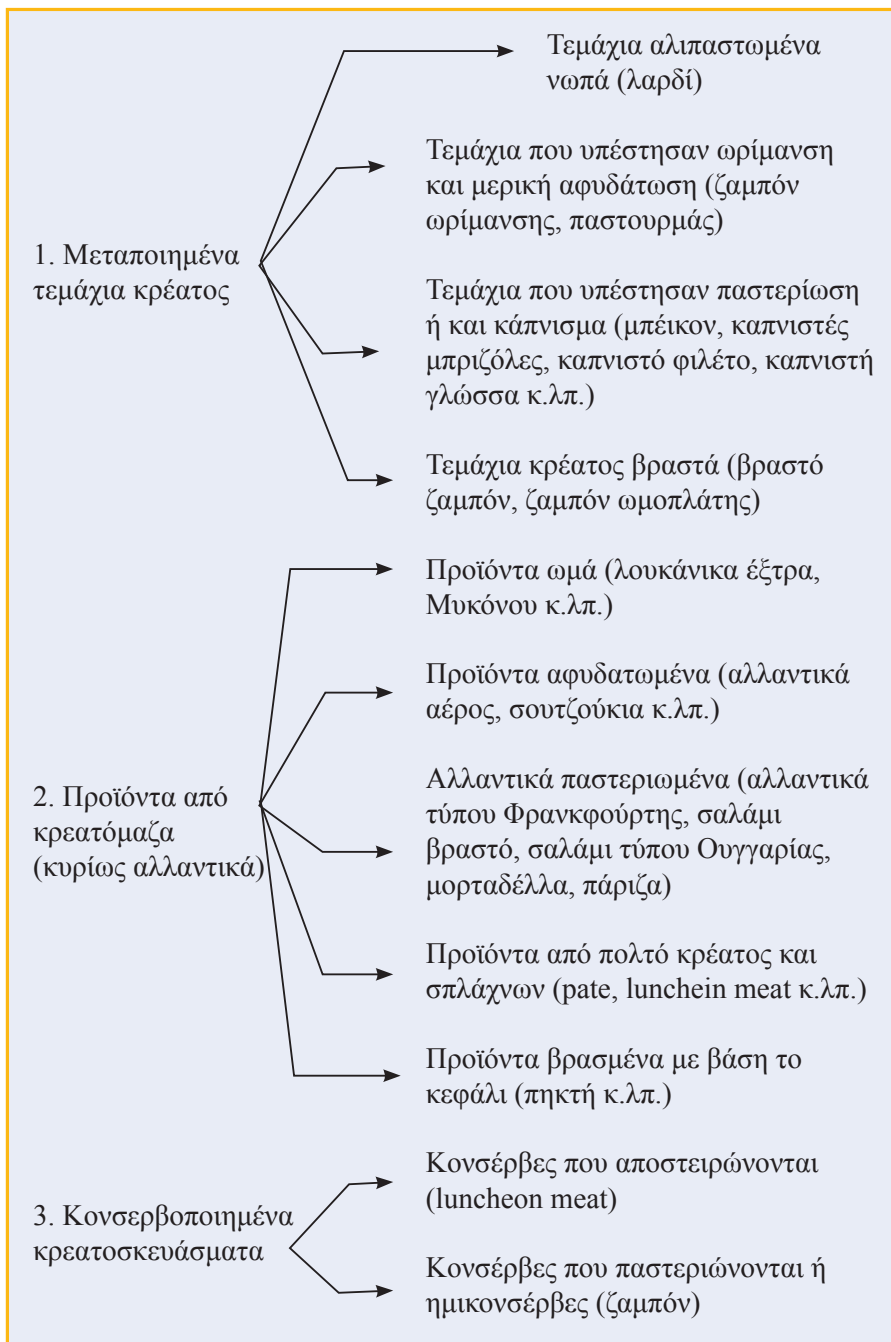 Τεμάχια αλιπαστωμένα
νωπά (λαρδί)
Τεμάχια που υπέστησαν ωρίμανση
και μερική αφυδάτωση (ζαμπόν
ωρίμανσης, παστουρμάς)
1. Μεταποιημένα
τεμάχια κρέατος
Τεμάχια που υπέστησαν παστερίωση
ή και κάπνισμα (μπέικον, καπνιστές
μπριζόλες, καπνιστό φιλέτο, καπνιστή
γλώσσα κ.λπ.)
Τεμάχια κρέατος βραστά (βραστό
ζαμπόν, ζαμπόν ωμοπλάτης)
Προϊόντα ωμά (λουκάνικα έξτρα,
Μυκόνου κ.λπ.)
Προϊόντα αφυδατωμένα (αλλαντικά
αέρος, σουτζούκια κ.λπ.)
2. Προϊόντα από
κρεατόμαζα
(κυρίως αλλαντικά)
Αλλαντικά παστεριωμένα (αλλαντικά
τύπου Φρανκφούρτης, σαλάμι
βραστό, σαλάμι τύπου Ουγγαρίας,
μορταδέλλα, πάριζα)
Προϊόντα από πολτό κρέατος και
σπλάχνων (pate, lunchein meat κ.λπ.)
Προϊόντα βρασμένα με βάση το
κεφάλι (πηκτή κ.λπ.)
3. Κονσερβοποιημένα
κρεατοσκευάσματα
Κονσέρβες που αποστειρώνονται
(luncheon meat)
Κονσέρβες που παστεριώνονται ή
ημικονσέρβες (ζαμπόν)